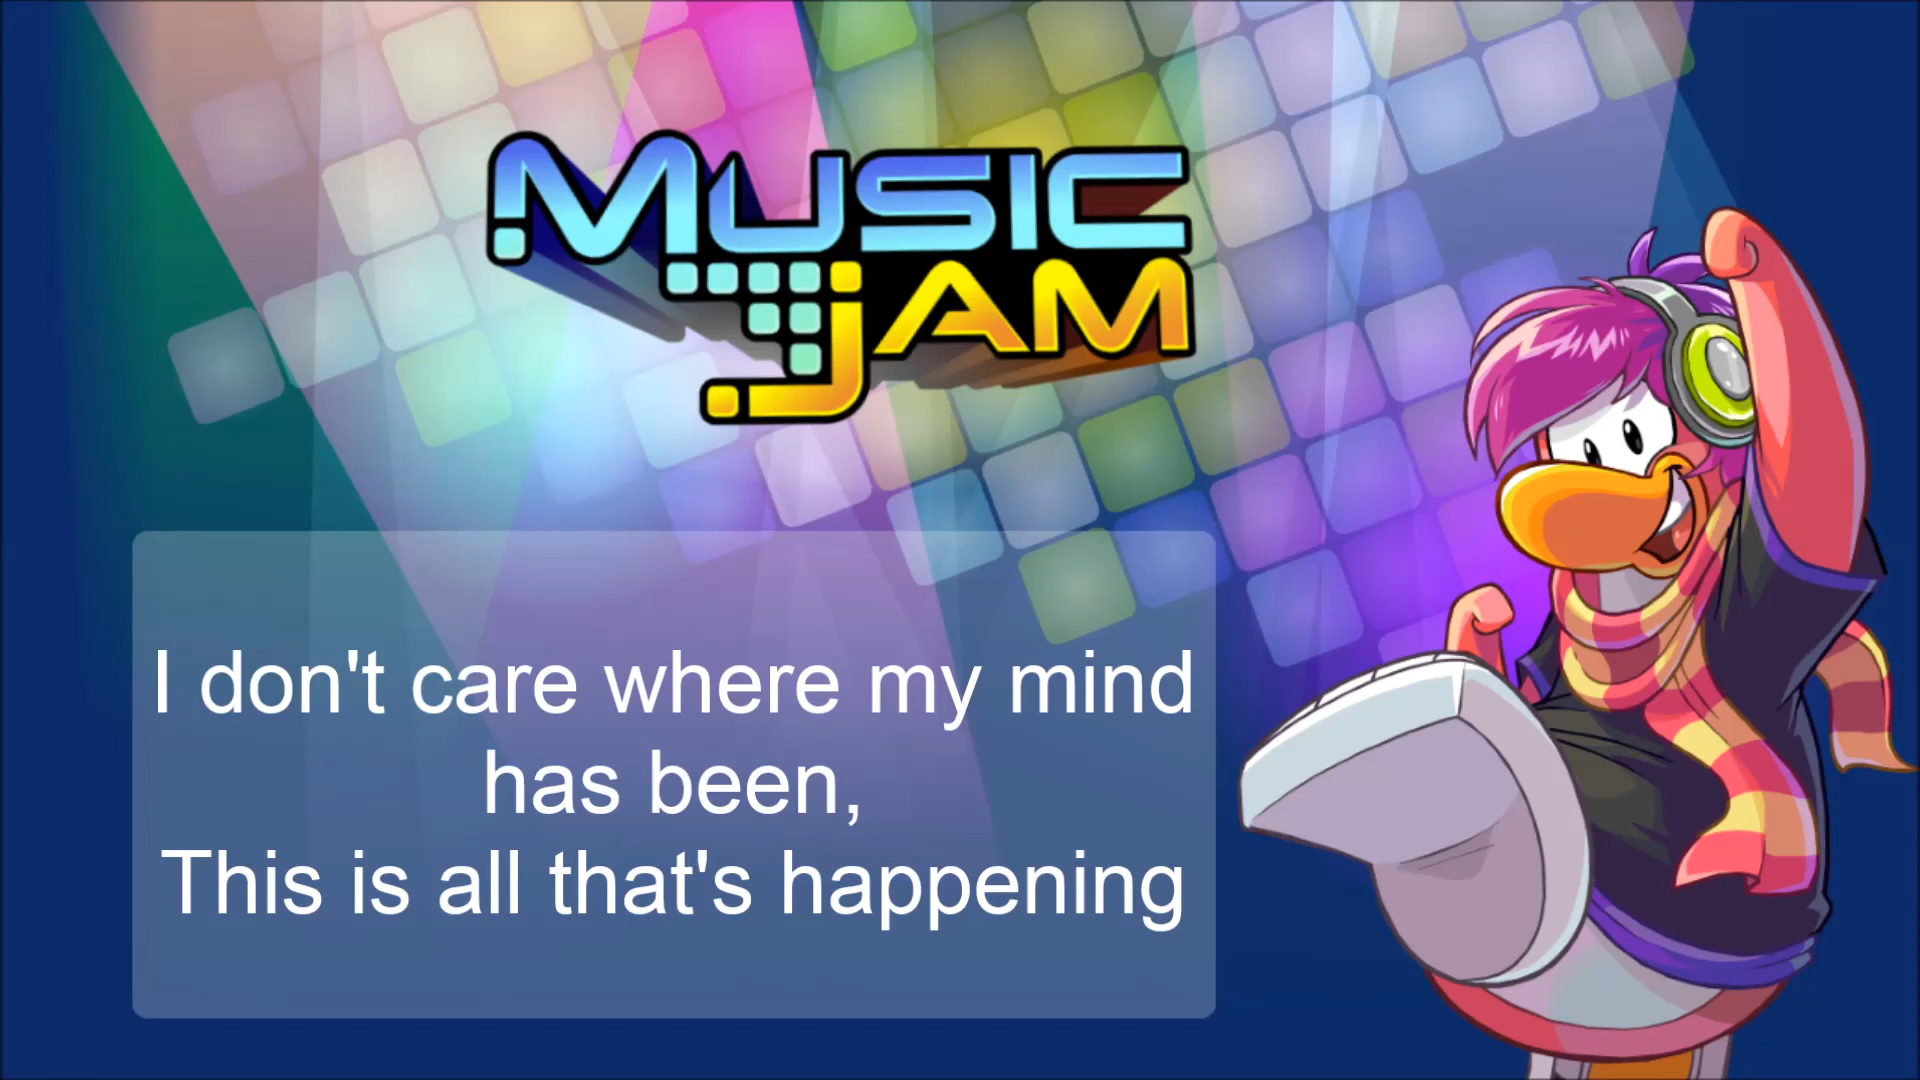 MUSIC
JAM
I don't care where my mind
has been,
This is all that's happening